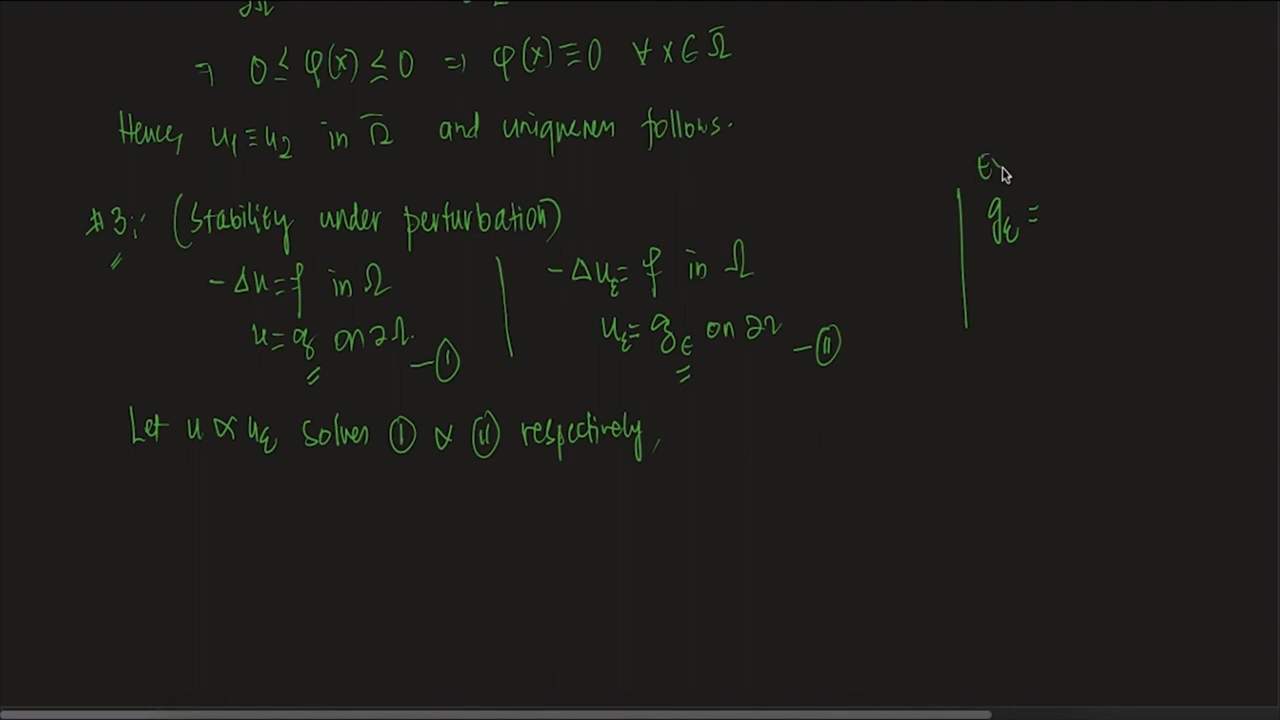 ∂Ω
⇒ 0 ≤ φ(x) ≤ 0 ⇒ φ(x) ≡ 0 ∀ x ∈ Ω̅
Hence, u₁ ≡ u₂ in Ω̅ and uniqueness follows.
#3: (Stability under perturbation)
-Δu = f in Ω
u = g on ∂Ω. —Ⓘ
-Δu_ε = f in Ω
u_ε = g_ε on ∂Ω —Ⓘⓘ
Let u & u_ε solves Ⓘ & Ⓘⓘ respectively,
Ex
g_ε =